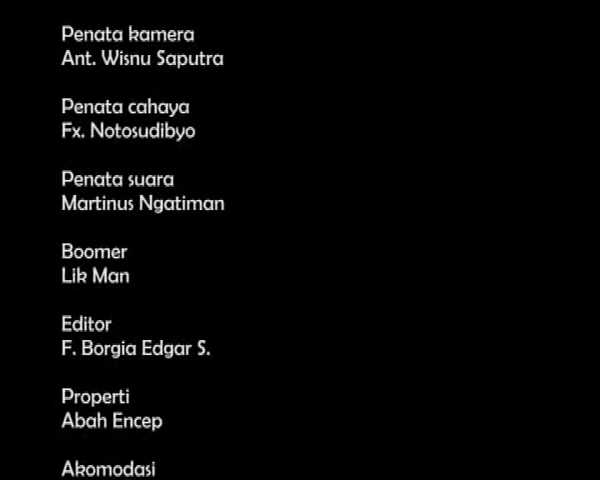 Penata kamera
Ant. Wisnu Saputra
Penata cahaya
Fx. Notosudibyo
Penata suara
Martinus Ngatiman
Boomer
Lik Man
Editor
F. Borgia Edgar S.
Properti
Abah Encep
Akomodasi